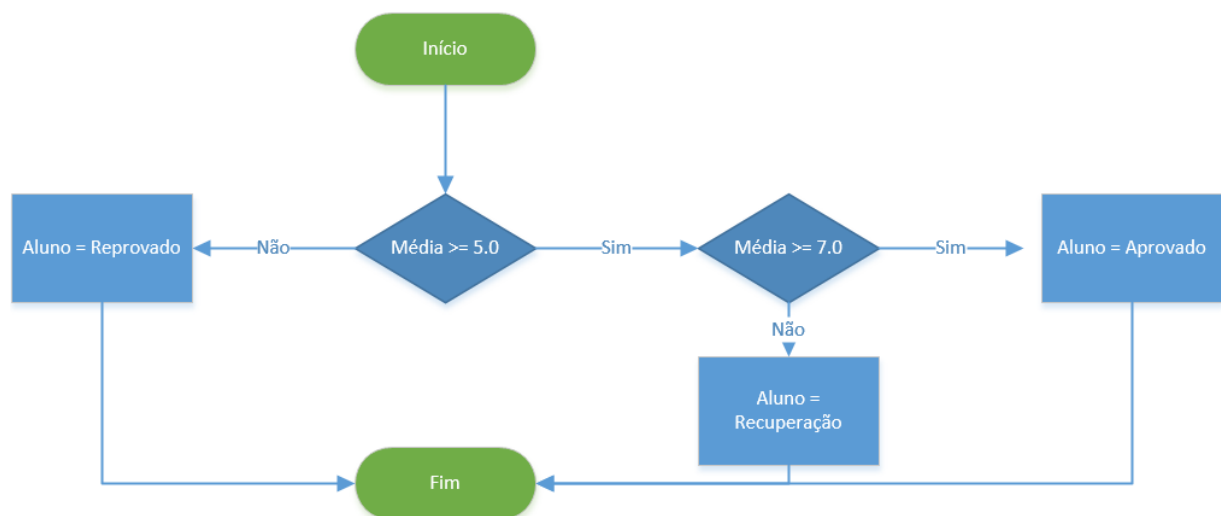 Início
Aluno = Reprovado
Não
Média >= 5.0
Sim
Média >= 7.0
Sim
Aluno = Aprovado
Não
Aluno =
Recuperação
Fim